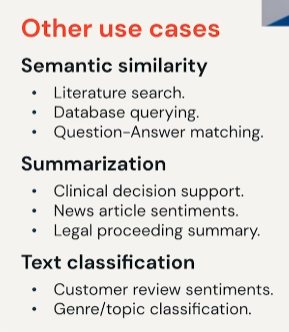 Other use cases
Semantic similarity
• Literature search.
• Database querying.
• Question-Answer matching.
Summarization
• Clinical decision support.
• News article sentiments.
• Legal proceeding summary.
Text classification
• Customer review sentiments.
• Genre/topic classification.